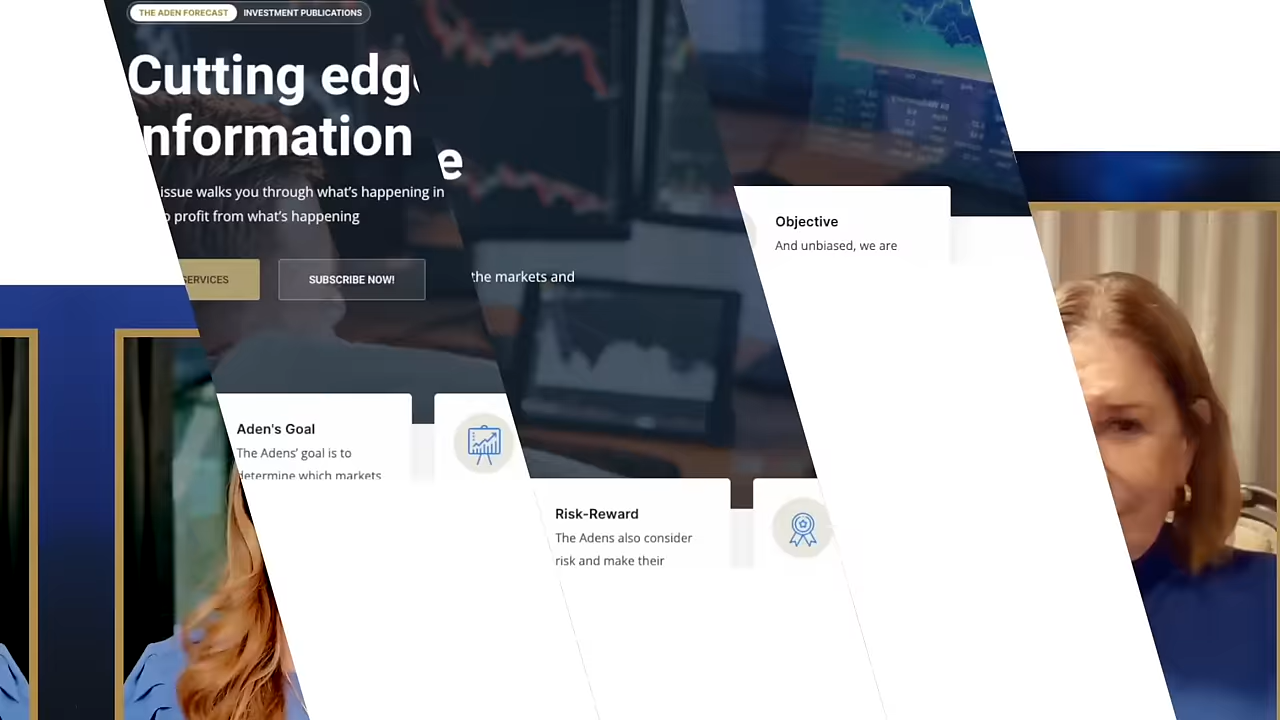 THE ADEN FORECAST INVESTMENT PUBLICATIONS
Cutting edge
information
issue walks you through what's happening in
profit from what's happening
the markets and
SERVICES
SUBSCRIBE NOW!
Objective
And unbiased, we are
Aden's Goal
The Adens' goal is to
determine which markets
Risk-Reward
The Adens also consider
risk and make their